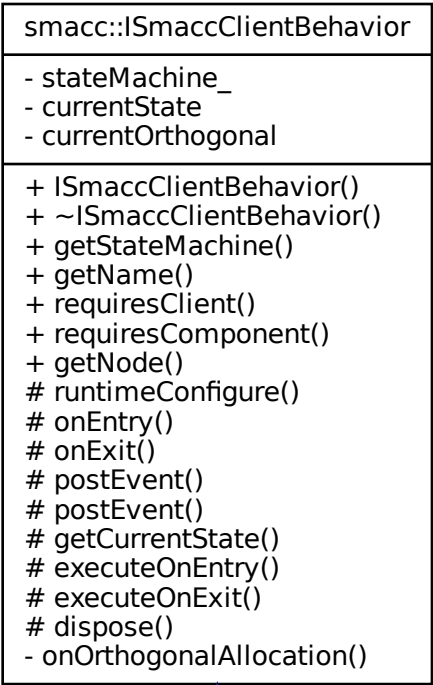 smacc::ISmaccClientBehavior
- stateMachine_
- currentState
- currentOrthogonal
+ ISmaccClientBehavior()
+ ~ISmaccClientBehavior()
+ getStateMachine()
+ getName()
+ requiresClient()
+ requiresComponent()
+ getNode()
# runtimeConfigure()
# onEntry()
# onExit()
# postEvent()
# postEvent()
# getCurrentState()
# executeOnEntry()
# executeOnExit()
# dispose()
- onOrthogonalAllocation()